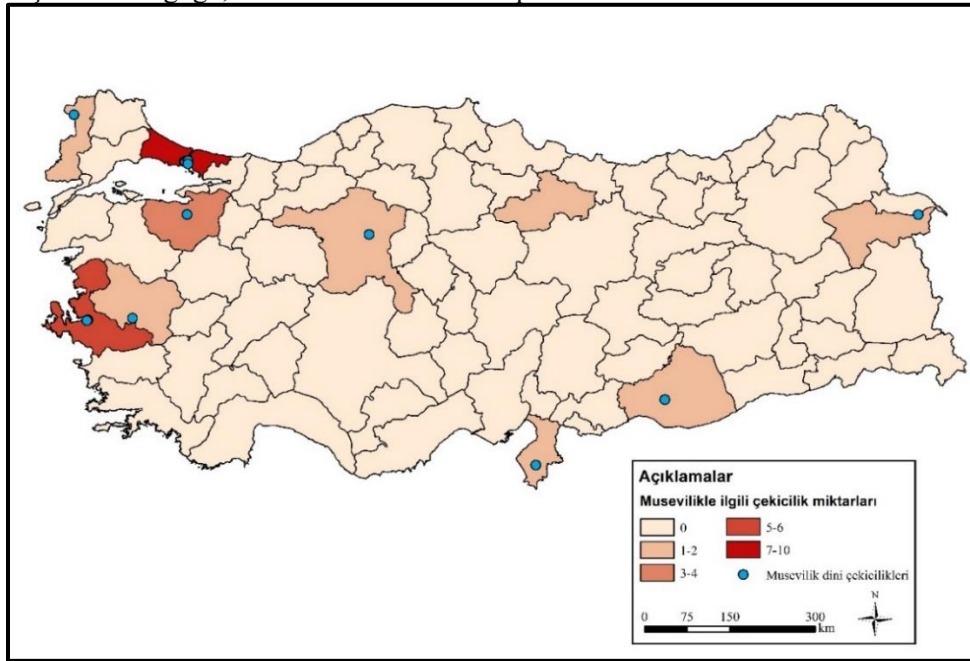 Açıklamalar
Musevilikle ilgili çekicilik miktarları
0
1-2
3-4
5-6
7-10
Musevilik dini çekicilikleri
N
0 75 150 300
km